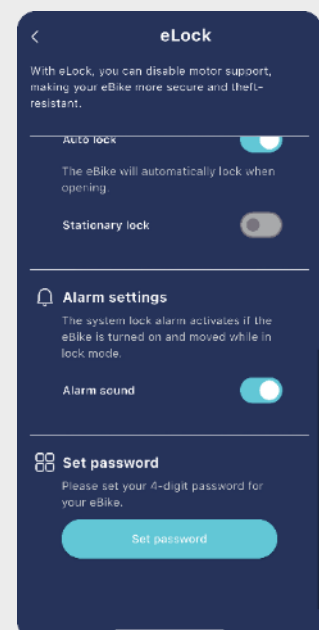 eLock
With eLock, you can disable motor support,
making your eBike more secure and theft-
resistant.
Auto lock
The eBike will automatically lock when
opening.
Stationary lock
Alarm settings
The system lock alarm activates if the
eBike is turned on and moved while in
lock mode.
Alarm sound
Set password
Please set your 4-digit password for
your eBike.
Set password